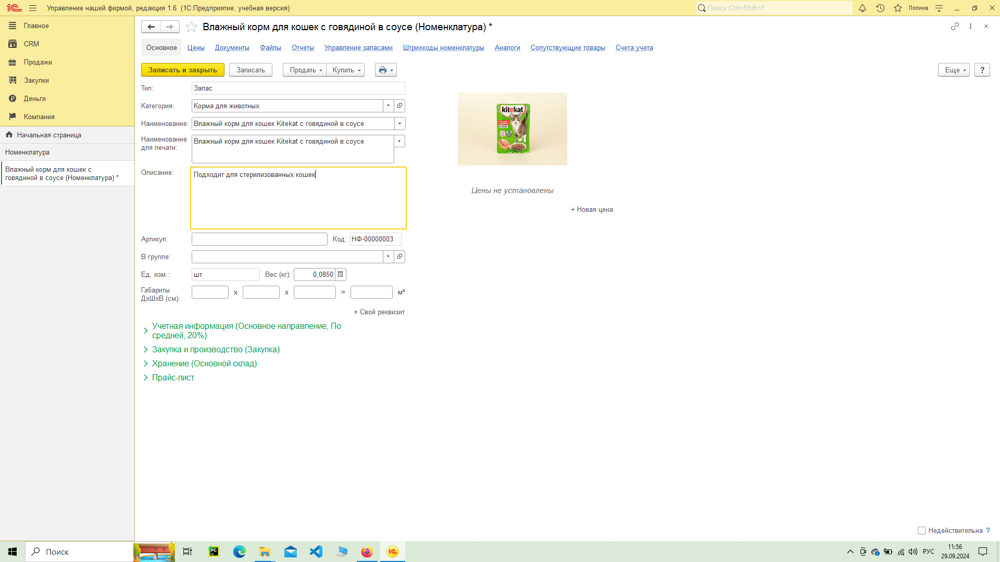 Управление нашей фирмой, редакция 1.6 (1С:Предприятие, учебная версия)
Поиск Ctrl+Shift+F
Полина
Главное
CRM
Продажи
Закупки
Деньги
Компания
Начальная страница
Номенклатура
Влажный корм для кошек с
говядиной в соусе (Номенклатура) *
Влажный корм для кошек с говядиной в соусе (Номенклатура) *
Основное Цены Документы Файлы Отчеты Управление запасами Штрихкоды номенклатуры Аналоги Сопутствующие товары Счета учета
Записать и закрыть Записать Продать Купить Еще ?
Тип: Запас
Категория: Корма для животных
Наименование: Влажный корм для кошек Kitekat с говядиной в соусе
Наименование
для печати:
Влажный корм для кошек Kitekat с говядиной в соусе
Описание: Подходит для стерилизованных кошек
Артикул: Код: НФ-00000003
В группе:
Ед. изм.: шт Вес (кг): 0,0850
Габариты
ДхШхВ (см):
х х = м³
+ Свой реквизит
Учетная информация (Основное направление, По
средней, 20%)
Закупка и производство (Закупка)
Хранение (Основной склад)
Прайс-лист
kitekat
Цены не установлены
+ Новая цена
Недействительна ?
Поиск
PC
1С
РУС
11:56
29.09.2024